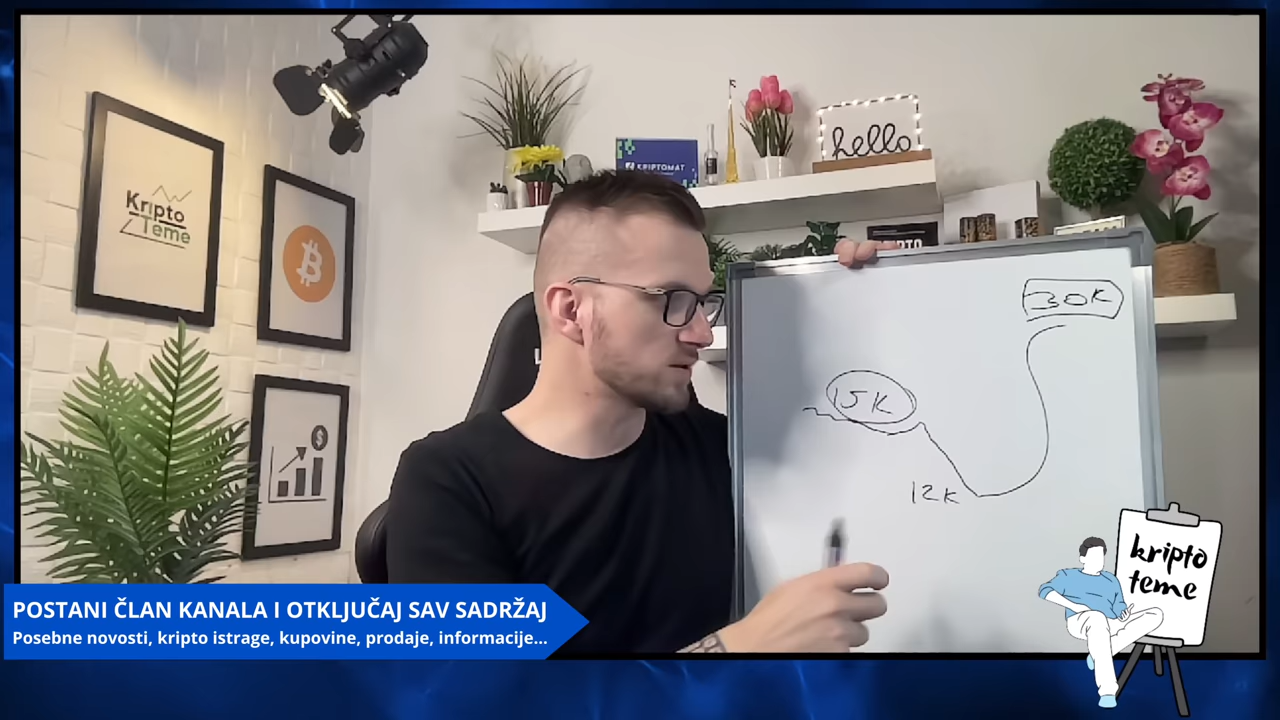 Kripto
Teme
KRIPTOMAT
hello
30K
15K
12K
kripto
teme
POSTANI ČLAN KANALA I OTKLJUČAJ SAV SADRŽAJ
Posebne novosti, kripto istrage, kupovine, prodaje, informacije...